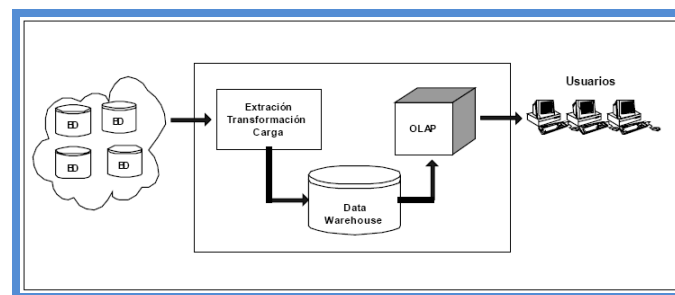 BD
BD
BD
BD
Extración
Transformación
Carga
Data
Warehouse
OLAP
Usuarios